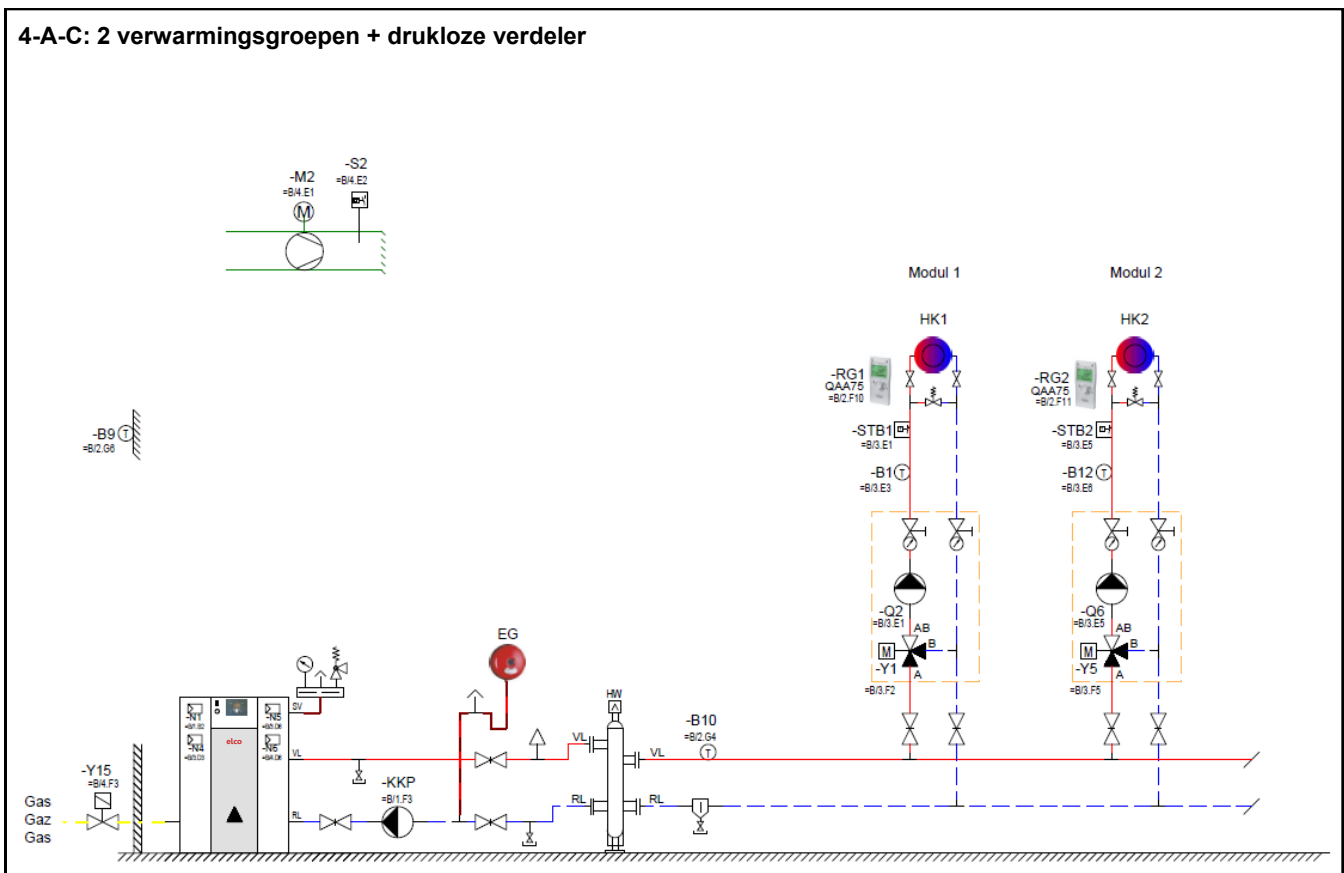 4-A-C: 2 verwarmingsgroepen + drukloze verdeler
-M2
=B/4.E1
M
-S2
=B/4.E2
Modul 1
Modul 2
HK1
HK2
-RG1
QAA75
=B/2.F10
-RG2
QAA75
=B/2.F11
-B9
T
=B/2.G6
-STB1
=B/3.E1
-STB2
=B/3.E5
-B1
T
=B/3.E3
-B12
T
=B/3.E6
-Q2
=B/3.E1
AB
B
M
-Y1
A
=B/3.F2
-Q6
=B/3.E5
AB
B
M
-Y5
A
=B/3.F5
EG
HW
SV
-N1
=B/1.B2
-N5
-N4
=B/3.D3
-N6
elco
VL
VL
VL
-B10
=B/2.G4
T
-Y15
=B/4.F3
-KKP
=B/1.F3
RL
RL
RL
Gas
Gaz
Gas